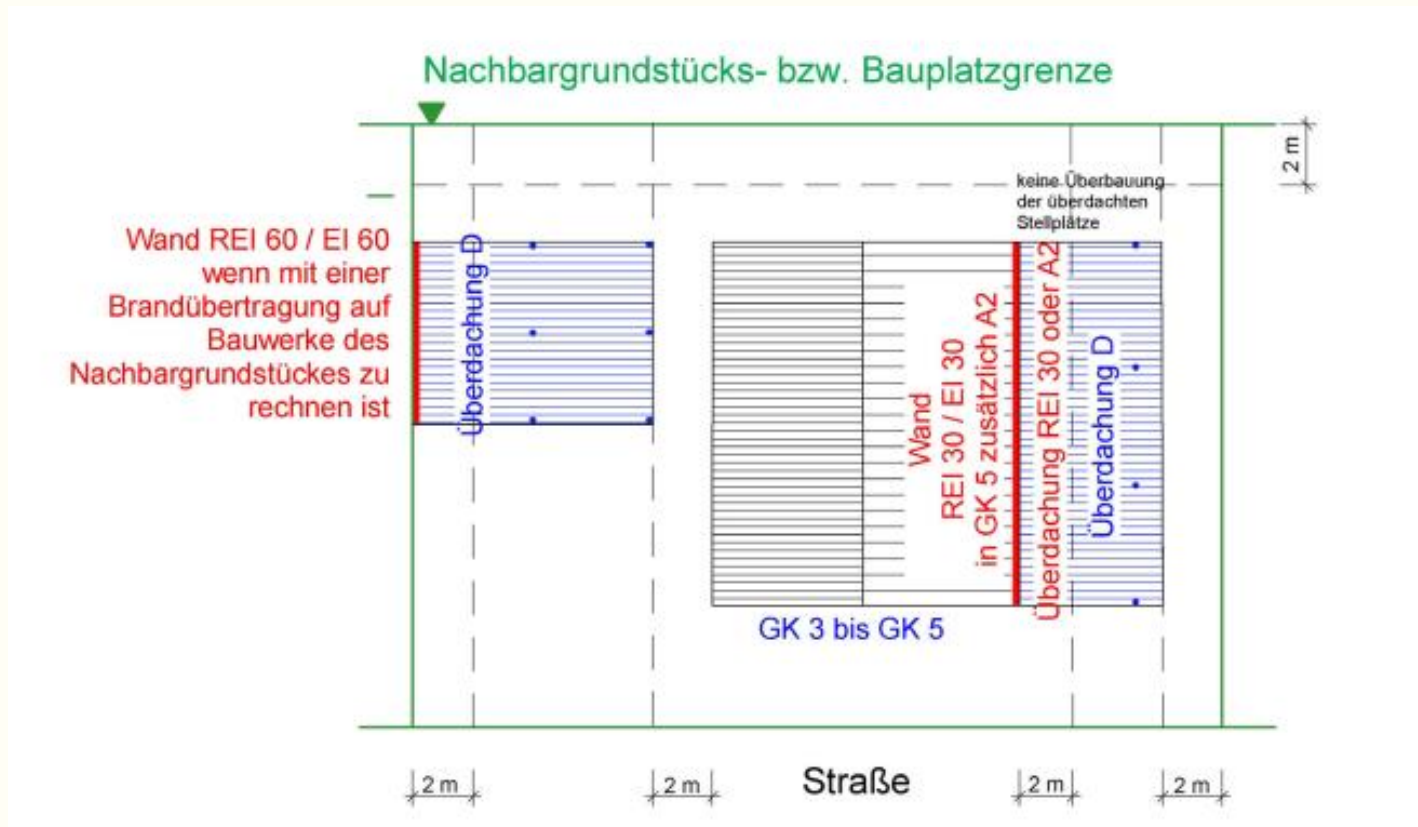 Nachbargrundstücks- bzw. Bauplatzgrenze
2 m
keine Überbauung
der überdachten
Stellplätze
Wand REI 60 / EI 60
wenn mit einer
Brandübertragung auf
Bauwerke des
Nachbargrundstückes zu
rechnen ist
Überdachung D
Wand
REI 30 / EI 30
in GK 5 zusätzlich A2
Überdachung REI 30 oder A2
Überdachung D
GK 3 bis GK 5
2 m
2 m
Straße
2 m
2 m